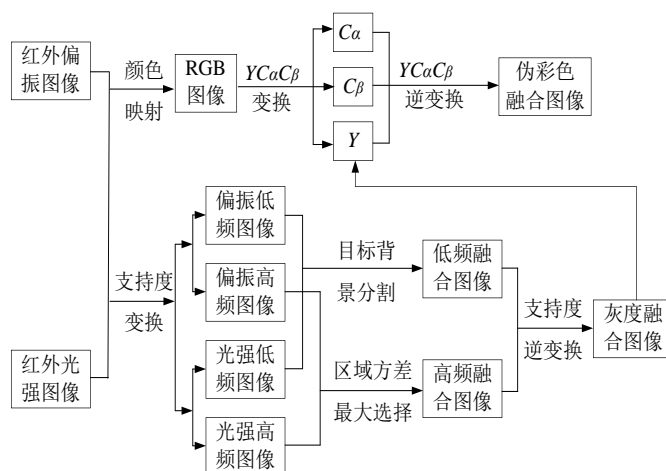 红外偏
振图像
颜色
映射
RGB
图像
YCαCβ
变换
Cα
Cβ
Y
YCαCβ
逆变换
伪彩色
融合图像
红外光
强图像
支持度
变换
偏振低
频图像
偏振高
频图像
光强低
频图像
光强高
频图像
目标背
景分割
区域方差
最大选择
低频融
合图像
高频融
合图像
支持度
逆变换
灰度融
合图像